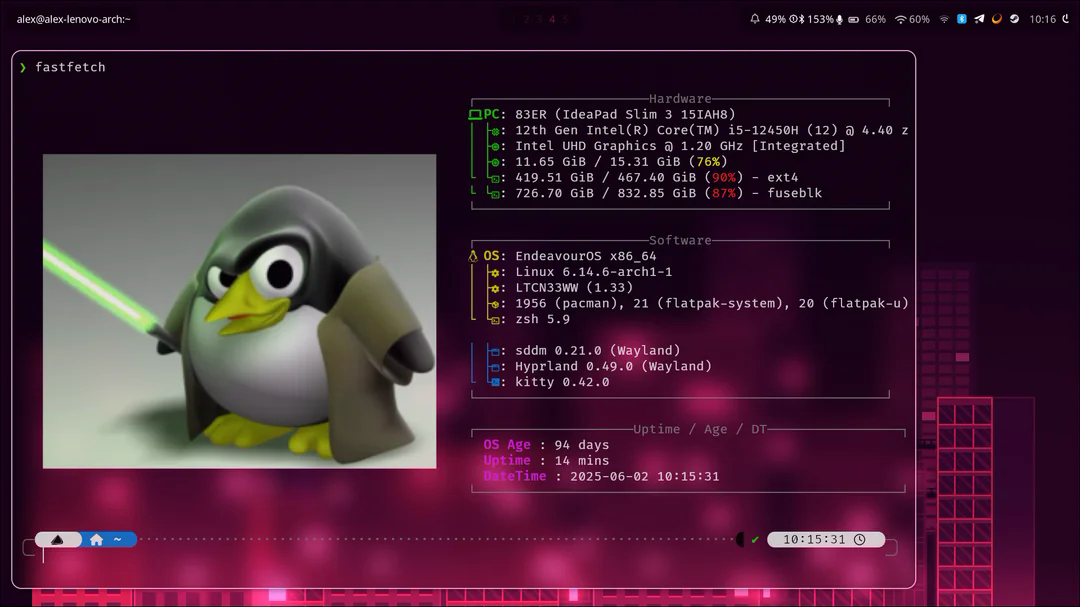 alex@alex-lenovo-arch:~
1 2 3 4 5
49% 153% 66% 60% 10:16
❯ fastfetch
Hardware
PC: 83ER (IdeaPad Slim 3 15IAH8)
: 12th Gen Intel(R) Core(TM) i5-12450H (12) @ 4.40 z
: Intel UHD Graphics @ 1.20 GHz [Integrated]
: 11.65 GiB / 15.31 GiB (76%)
: 419.51 GiB / 467.40 GiB (90%) - ext4
: 726.70 GiB / 832.85 GiB (87%) - fuseblk
Software
OS: EndeavourOS x86_64
: Linux 6.14.6-arch1-1
: LTCN33WW (1.33)
: 1956 (pacman), 21 (flatpak-system), 20 (flatpak-u)
: zsh 5.9
: sddm 0.21.0 (Wayland)
: Hyprland 0.49.0 (Wayland)
: kitty 0.42.0
Uptime / Age / DT
OS Age : 94 days
Uptime : 14 mins
DateTime : 2025-06-02 10:15:31
~ ✔ 10:15:31